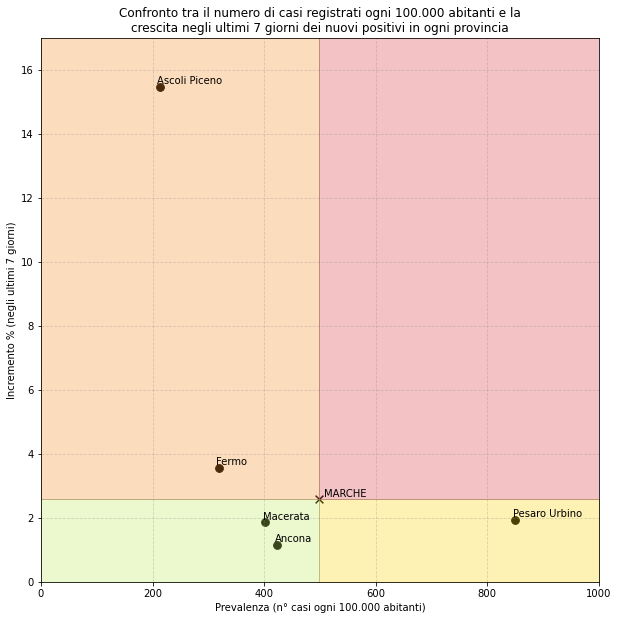 Confronto tra il numero di casi registrati ogni 100.000 abitanti e la
crescita negli ultimi 7 giorni dei nuovi positivi in ogni provincia
16
14
12
10
8
6
4
2
0
Incremento % (negli ultimi 7 giorni)
Ascoli Piceno
Fermo
MARCHE
Macerata
Pesaro Urbino
Ancona
0 200 400 600 800 1000
Prevalenza (n° casi ogni 100.000 abitanti)